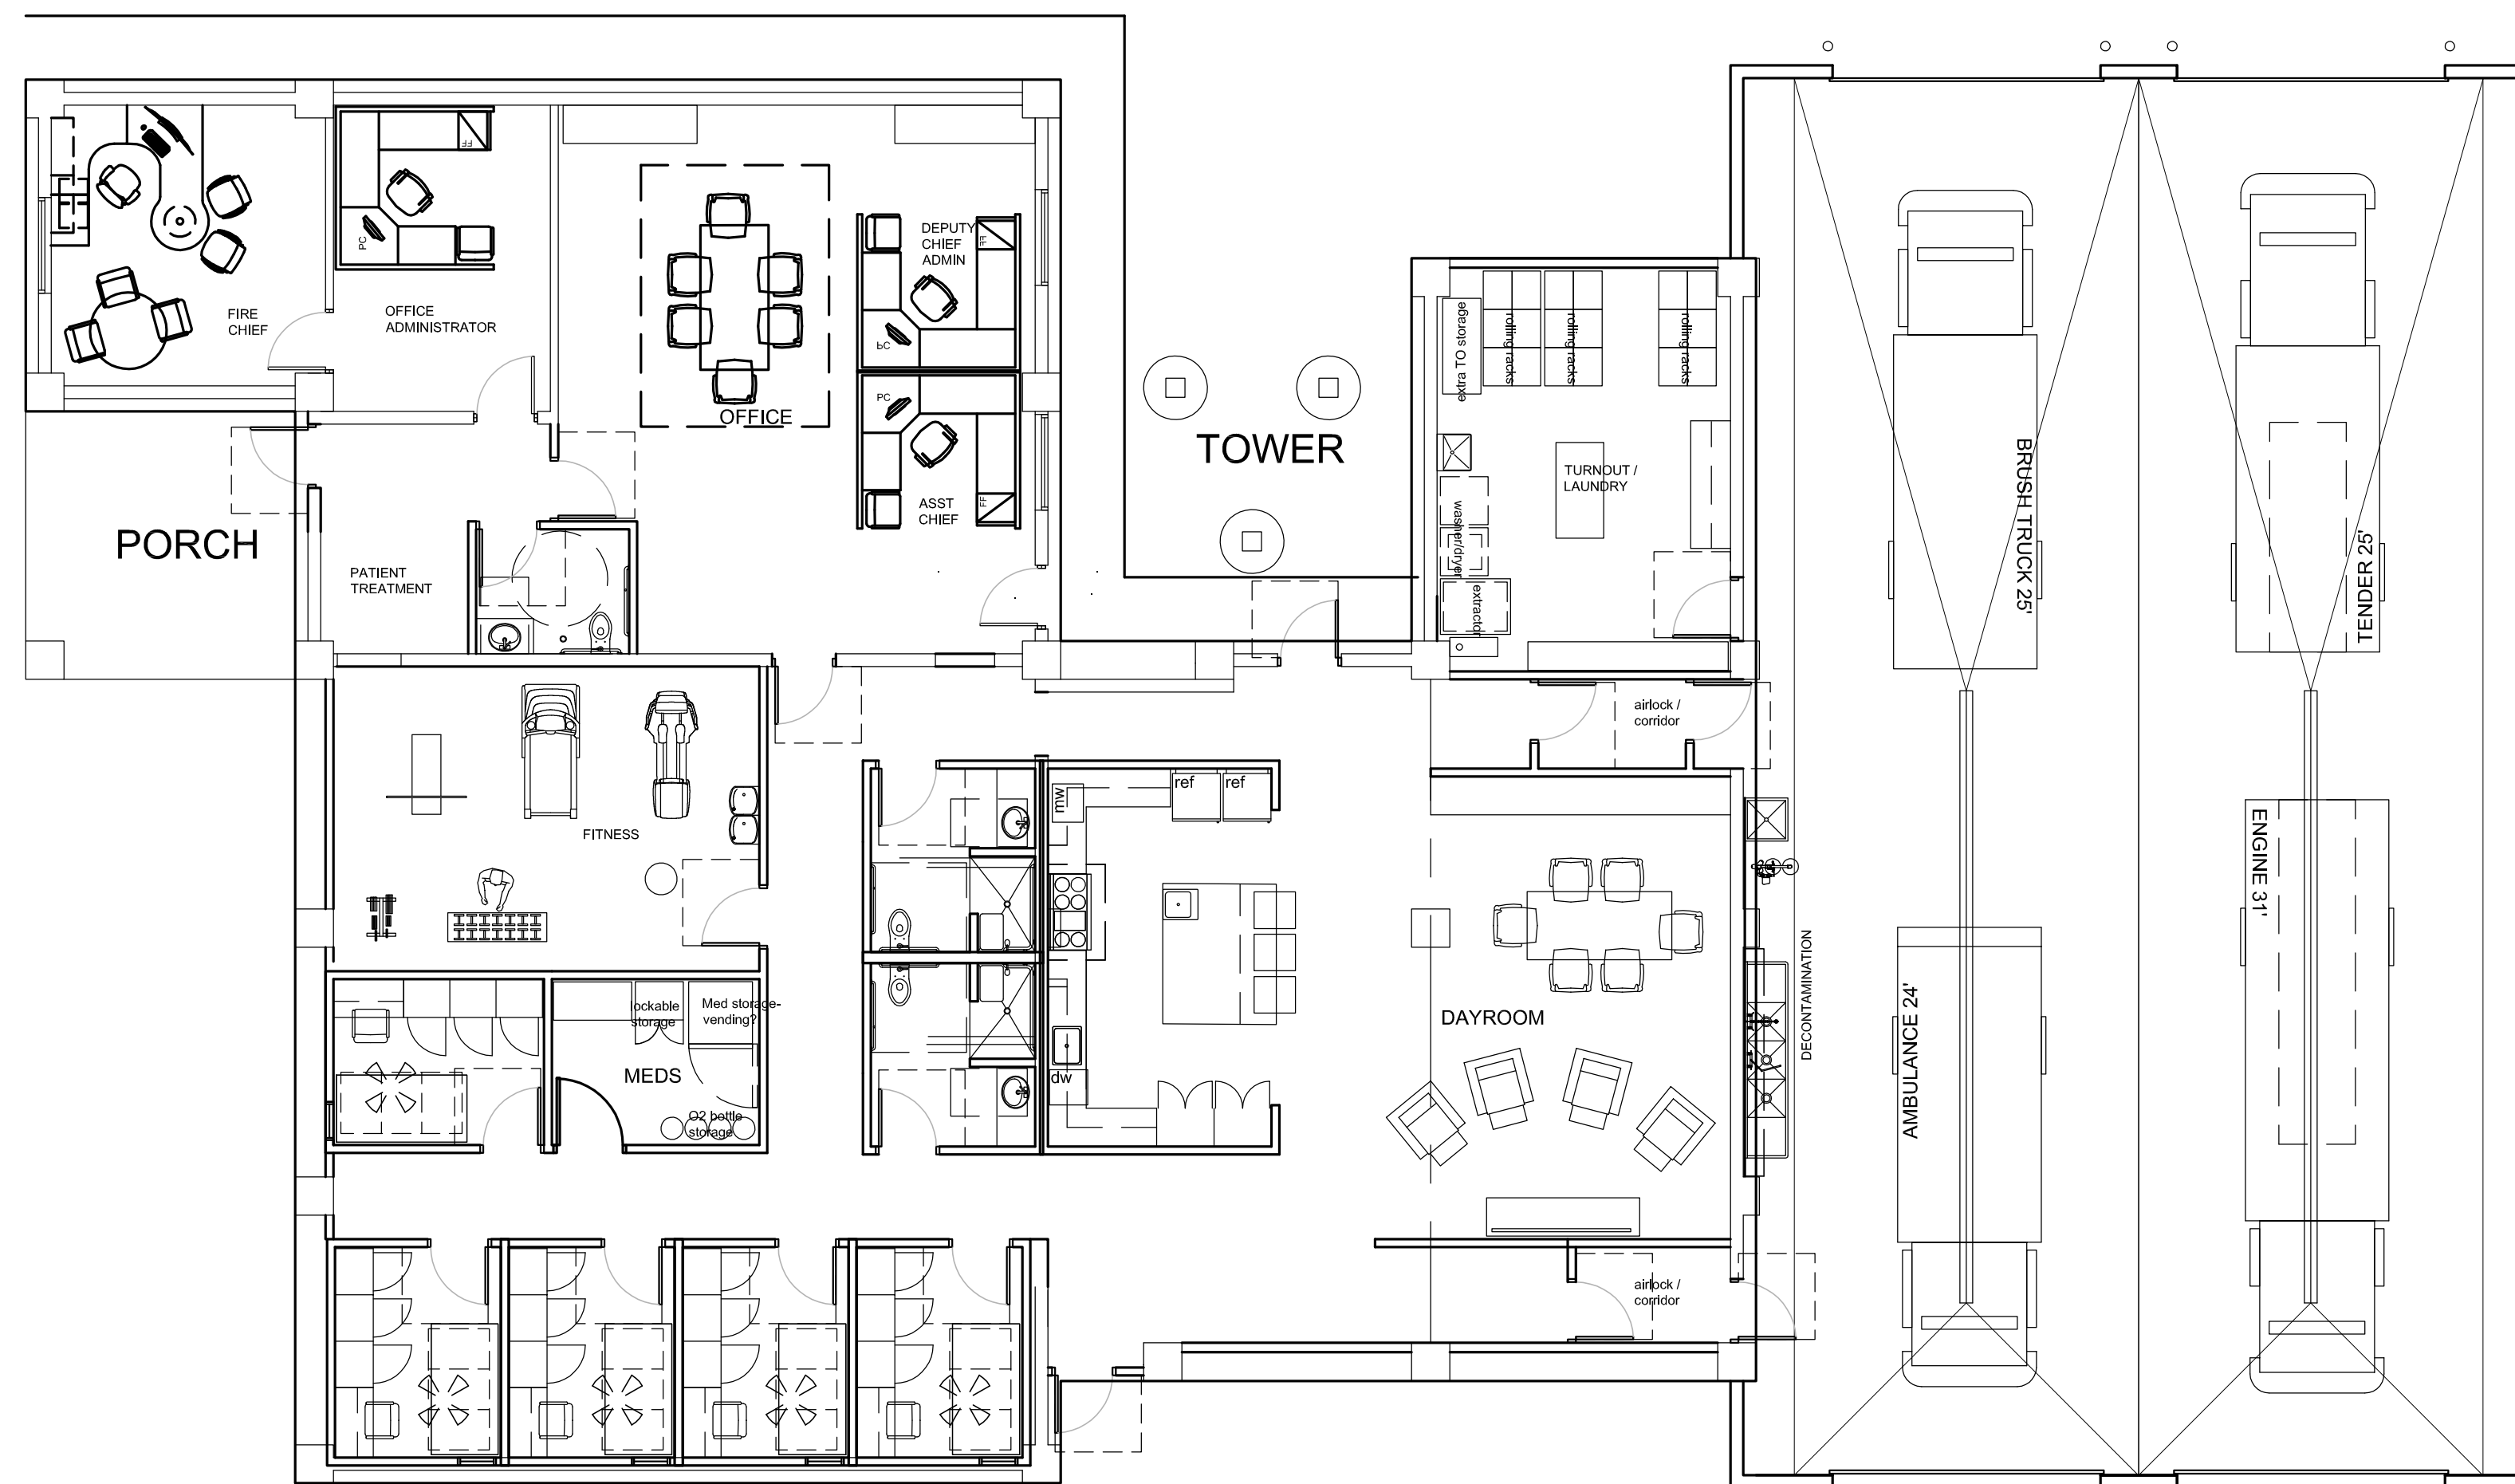 FIRE
CHIEF
OFFICE
ADMINISTRATOR
FF
PC
OFFICE
DEPUTY
CHIEF
ADMIN
FF
PC
PC
ASST
CHIEF
FF
PORCH
PATIENT
TREATMENT
TOWER
extra TO storage
rolling racks
rolling racks
rolling racks
TURNOUT /
LAUNDRY
washer/dryer
extractor
airlock /
corridor
BRUSH TRUCK 25'
TENDER 25'
FITNESS
mw
ref
ref
lockable
storage
Med storage-
vending?
MEDS
O2 bottle
storage
dw
DAYROOM
DECONTAMINATION
AMBULANCE 24'
ENGINE 31'
airlock /
corridor